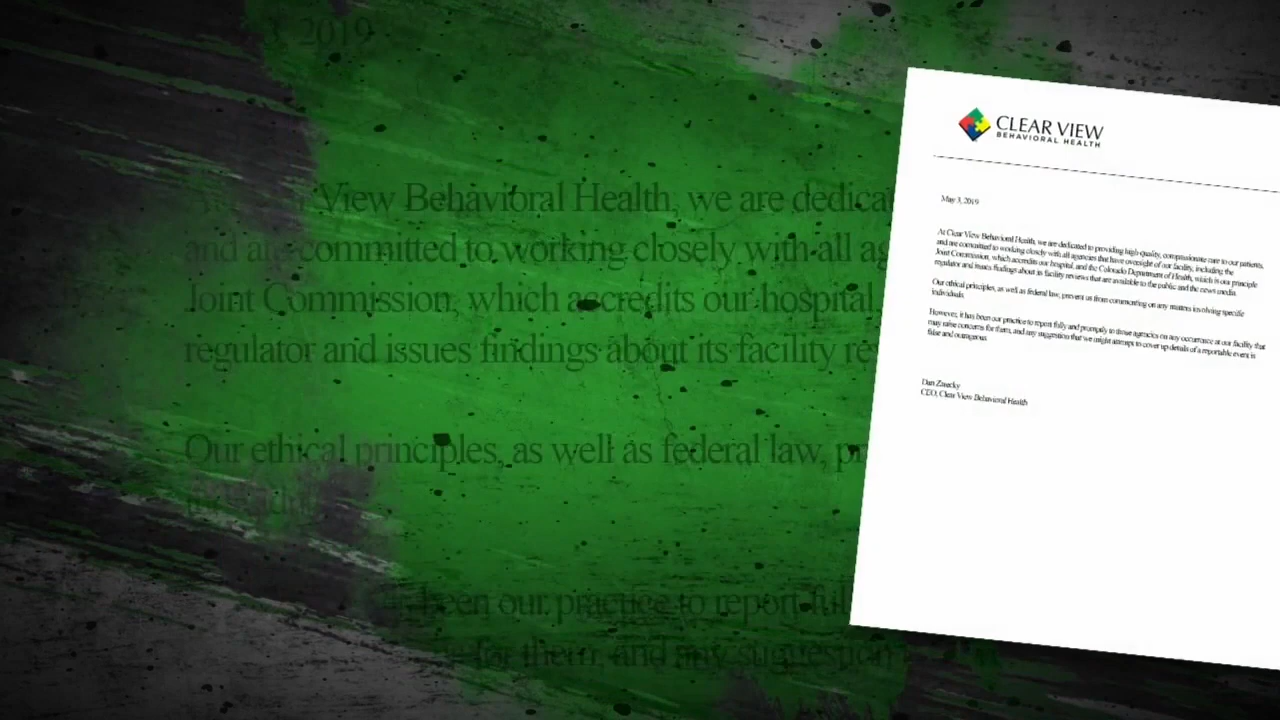 3, 2019
View Behavioral Health, we are dedica
and are committed to working closely with all ag
Joint Commission, which accredits our hospital,
regulator and issues findings about its facility re
Our ethical principles, as well as federal law, pr
been our practice to report ful
for them, and any suggestion
CLEAR VIEW
BEHAVIORAL HEALTH
May 3, 2019
At Clear View Behavioral Health, we are dedicated to providing high quality, compassionate care to our patients,
and are committed to working closely with all agencies that have oversight of our facility, including the
Joint Commission, which accredits our hospital, and the Colorado Department of Health, which is our principle
regulator and issues findings about its facility reviews that are available to the public and the news media.
Our ethical principles, as well as federal law, prevent us from commenting on any matters involving specific
individuals.
However, it has been our practice to report fully and promptly to those agencies on any occurrence at our facility that
may raise concerns for them, and any suggestion that we might attempt to cover up details of a reportable event is
false and outrageous.
Dan Zarecky
CEO, Clear View Behavioral Health